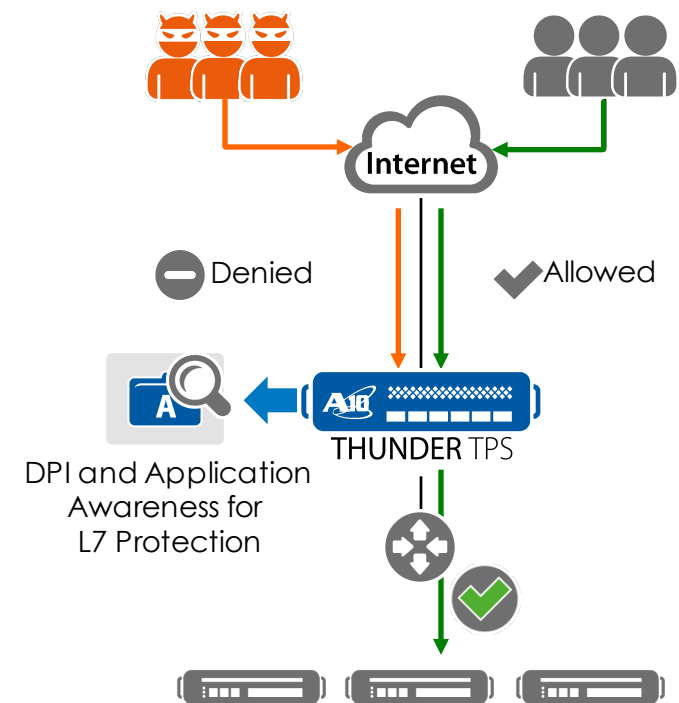 Internet
Denied
Allowed
A
A10
THUNDER TPS
DPI and Application
Awareness for
L7 Protection